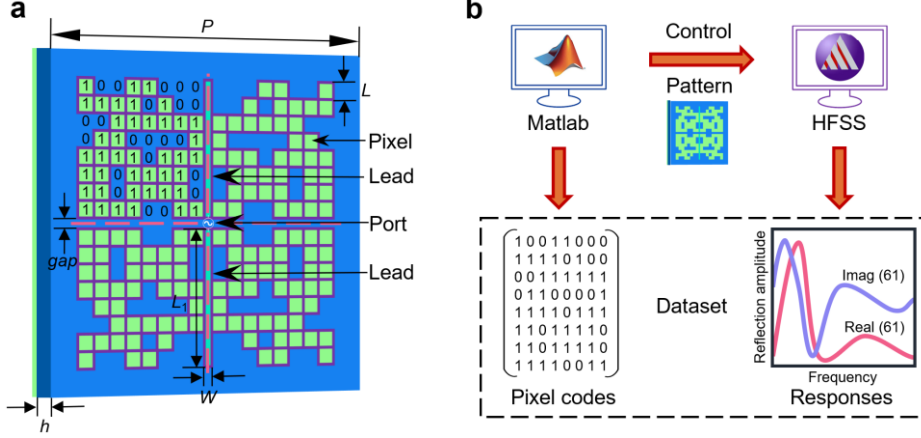 a
P
1 0 0 1 1 0 0 0
1 1 1 1 0 1 0 0
0 0 1 1 1 1 1 1
0 1 1 0 0 0 0 1
1 1 1 0 1 1 1 1
1 1 0 1 1 1 1 0
1 1 0 1 1 1 1 0
1 1 1 1 0 0 1 1
L
Pixel
Lead
Port
Lead
gap
L1
W
h
b
Matlab
Control
Pattern
HFSS
1 0 0 1 1 0 0 0
1 1 1 1 0 1 0 0
0 0 1 1 1 1 1 1
0 1 1 0 0 0 0 1
1 1 1 0 1 1 1 1
1 1 0 1 1 1 1 0
1 1 0 1 1 1 1 0
1 1 1 1 0 0 1 1
Pixel codes
Dataset
Reflection amplitude
Imag (61)
Real (61)
Frequency
Responses